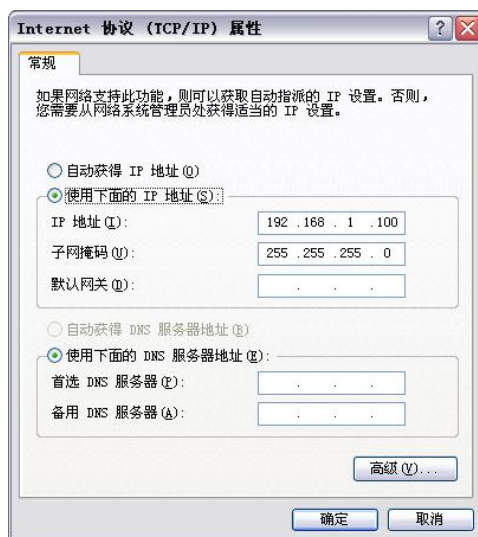 Internet 协议 (TCP/IP) 属性
常规
如果网络支持此功能，则可以获取自动指派的 IP 设置。否则，
您需要从网络系统管理员处获得适当的 IP 设置。
自动获得 IP 地址(O)
使用下面的 IP 地址(S):
IP 地址(I): 192 .168 . 1 .100
子网掩码(U): 255 .255 .255 . 0
默认网关(D): . . .
自动获得 DNS 服务器地址(B)
使用下面的 DNS 服务器地址(E):
首选 DNS 服务器(P): . . .
备用 DNS 服务器(A): . . .
高级(V)...
确定 取消